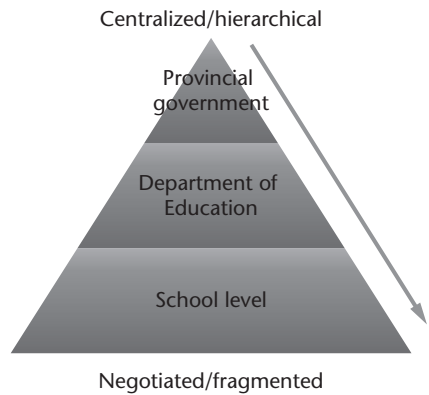 Centralized/hierarchical
Provincial
government
Department of
Education
School level
Negotiated/fragmented